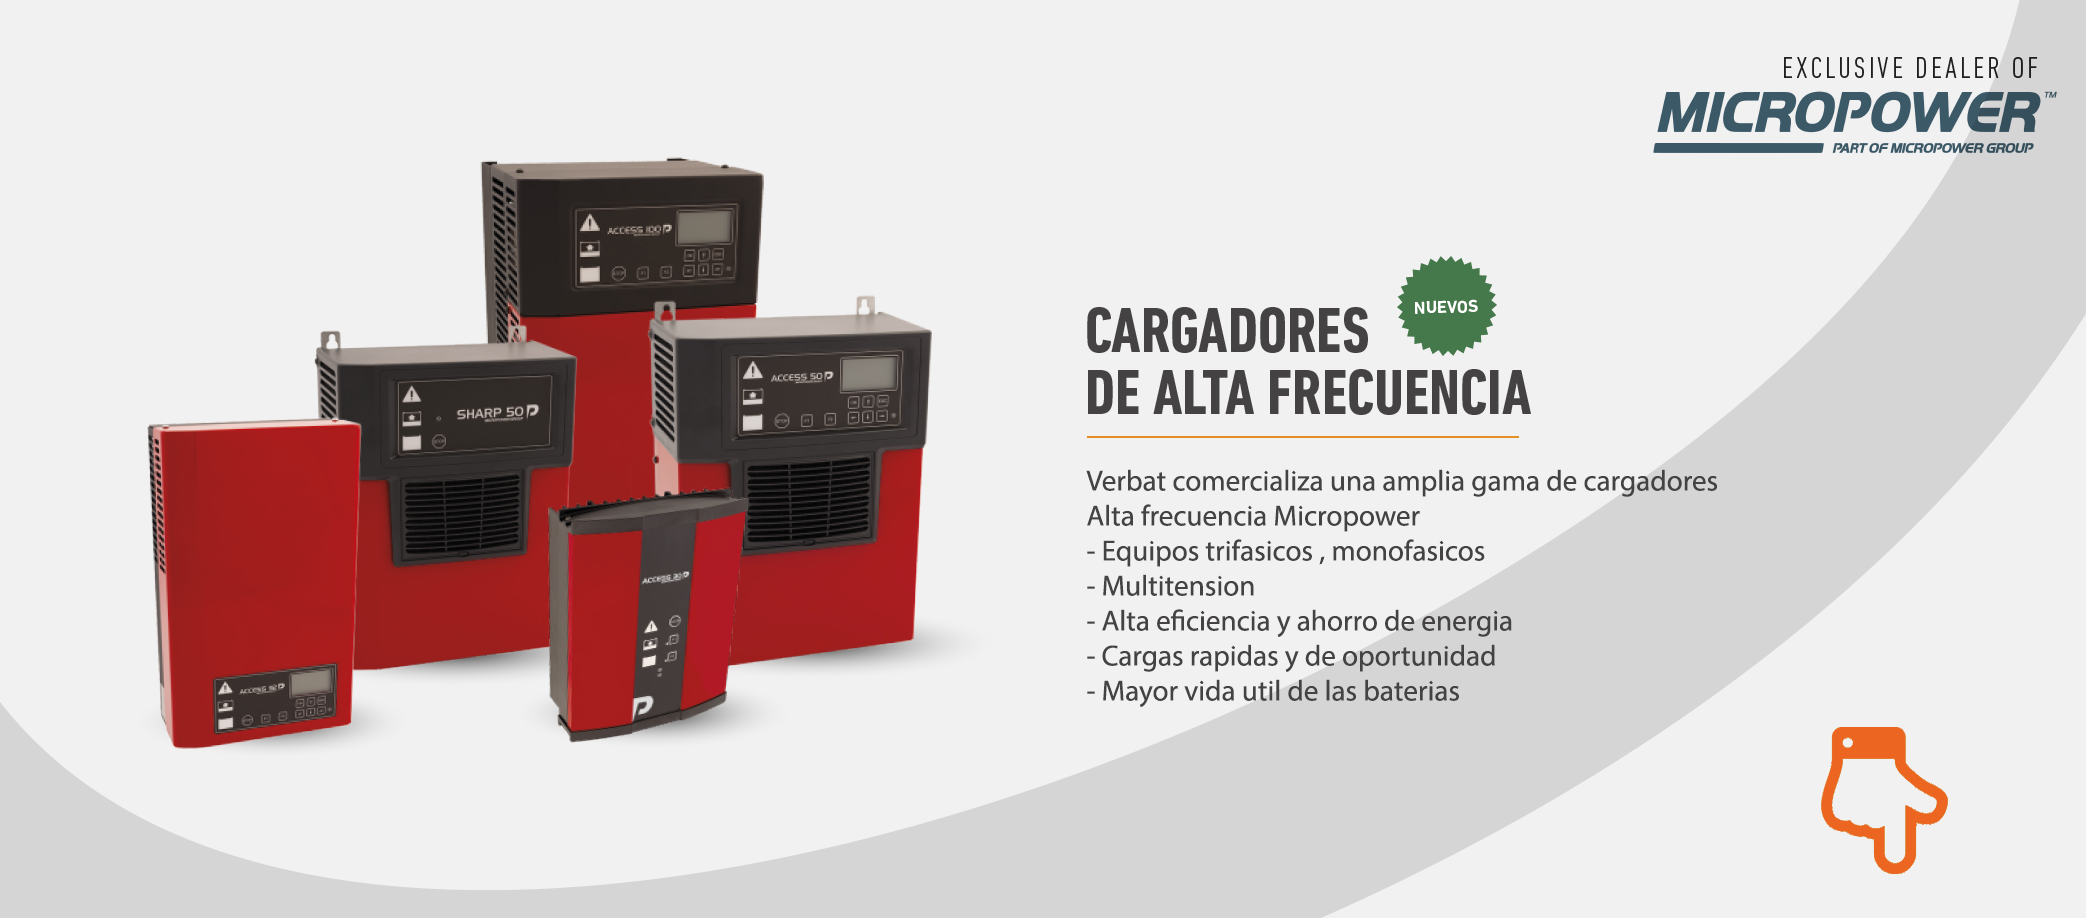 EXCLUSIVE DEALER OF
MICROPOWER™
PART OF MICROPOWER GROUP
CARGADORES
NUEVOS
DE ALTA FRECUENCIA
Verbat comercializa una amplia gama de cargadores
Alta frecuencia Micropower
- Equipos trifasicos , monofasicos
- Multitension
- Alta eficiencia y ahorro de energia
- Cargas rapidas y de oportunidad
- Mayor vida util de las baterias
ACCESS 100
SHARP 50
ACCESS 50
ACCESS 30